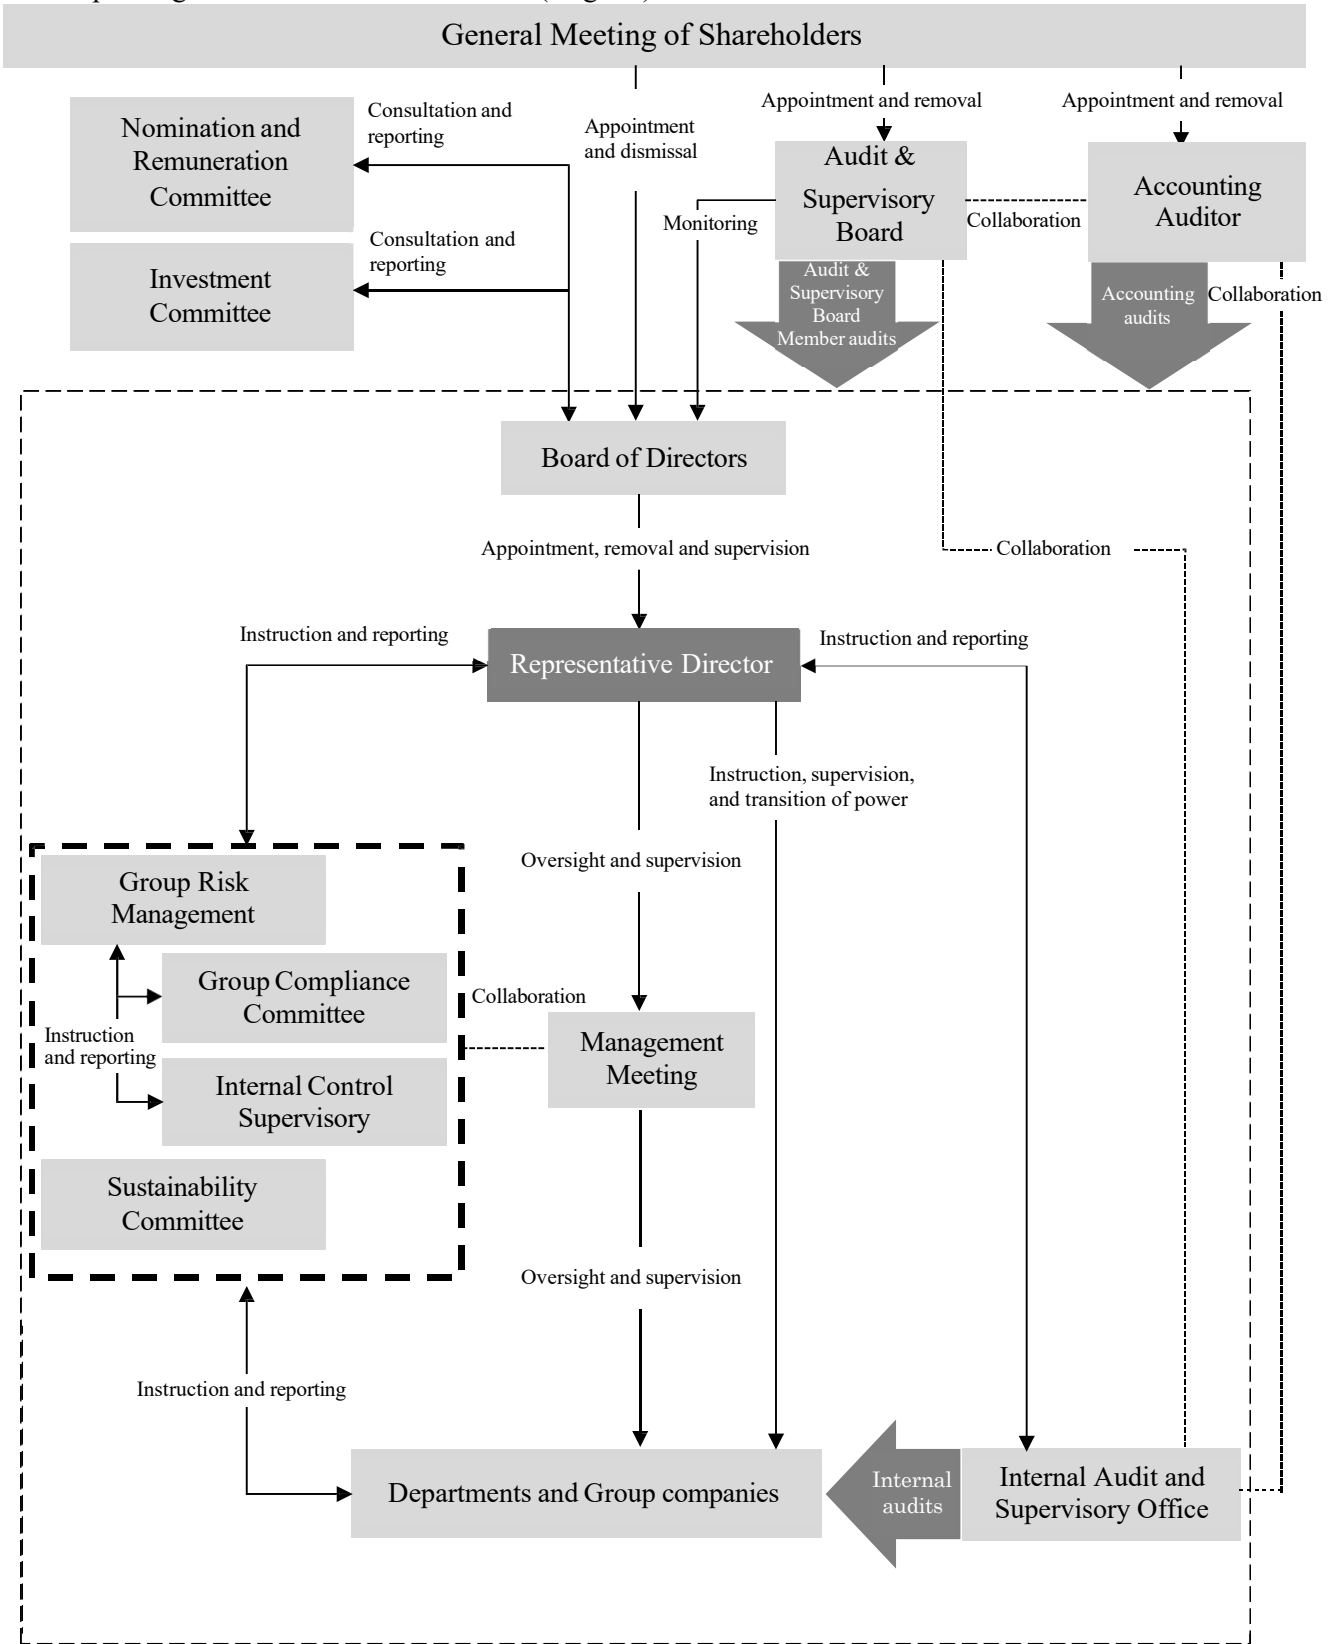 General Meeting of Shareholders
Appointment and removal
Appointment and removal
Consultation and
reporting
Appointment
and dismissal
Nomination and
Remuneration
Committee
Audit &
Supervisory
Board
Accounting
Auditor
Monitoring
Collaboration
Consultation and
reporting
Investment
Committee
Audit &
Supervisory
Board
Member audits
Accounting
audits
Collaboration
Board of Directors
Appointment, removal and supervision
Collaboration
Instruction and reporting
Representative Director
Instruction and reporting
Instruction, supervision,
and transition of power
Oversight and supervision
Group Risk
Management
Group Compliance
Committee
Collaboration
Instruction
and reporting
Management
Meeting
Internal Control
Supervisory
Sustainability
Committee
Oversight and supervision
Instruction and reporting
Departments and Group companies
Internal
audits
Internal Audit and
Supervisory Office